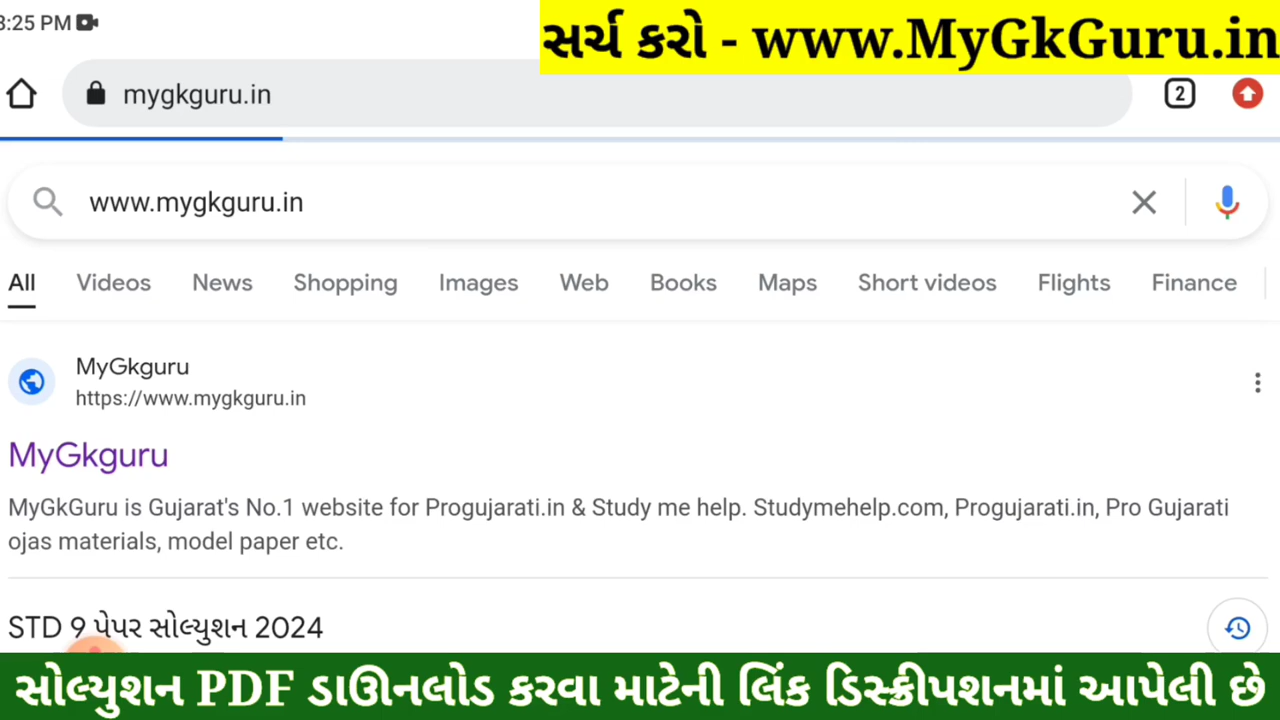 3:25 PM
સર્ચ કરો - www.MyGkGuru.in
mygkguru.in
2
www.mygkguru.in
All Videos News Shopping Images Web Books Maps Short videos Flights Finance
MyGkguru
https://www.mygkguru.in
MyGkguru
MyGkGuru is Gujarat's No.1 website for Progujarati.in & Study me help. Studymehelp.com, Progujarati.in, Pro Gujarati
ojas materials, model paper etc.
STD 9 પેપર સોલ્યુશન 2024
સોલ્યુશન PDF ડાઊનલોડ કરવા માટેની લિંક ડિસ્ક્રીપશનમાં આપેલી છે